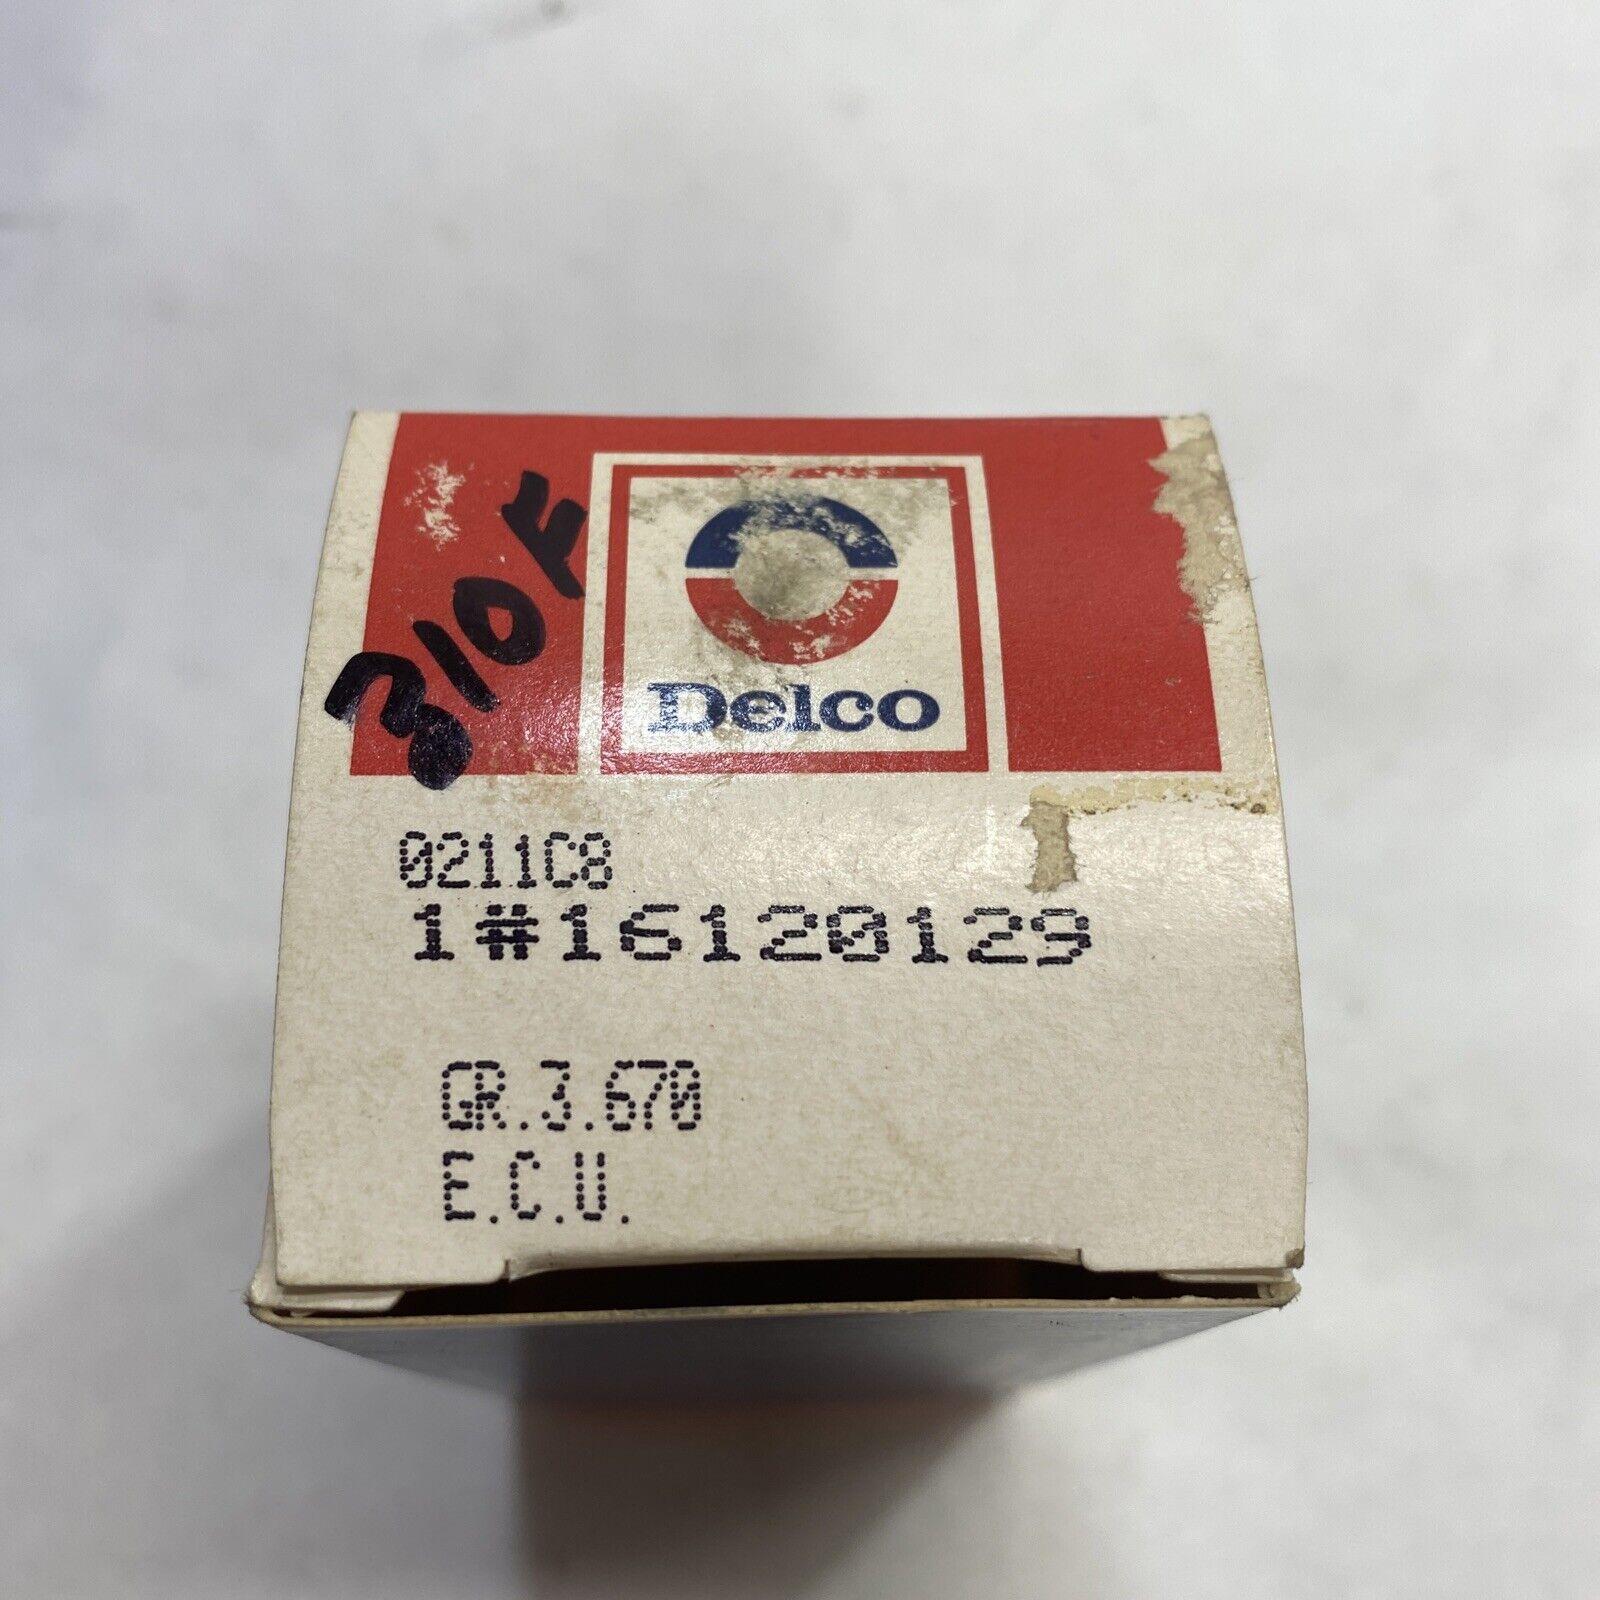 310F
Delco
0211C8
1#16120129
GR.3.670
E.C.U.